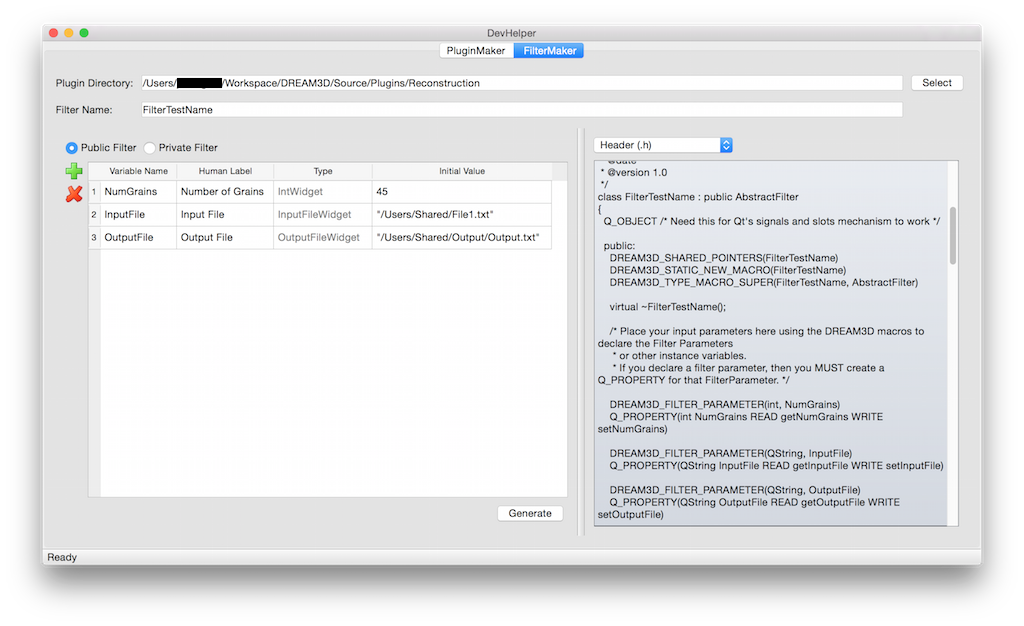 DevHelper
PluginMaker FilterMaker
Plugin Directory: /Users/ /Workspace/DREAM3D/Source/Plugins/Reconstruction Select
Filter Name: FilterTestName
Public Filter Private Filter
Variable Name Human Label Type Initial Value
1 NumGrains Number of Grains IntWidget 45
2 InputFile Input File InputFileWidget "/Users/Shared/File1.txt"
3 OutputFile Output File OutputFileWidget "/Users/Shared/Output/Output.txt"
Generate
Header (.h)
* @date
* @version 1.0
*/
class FilterTestName : public AbstractFilter
{
Q_OBJECT /* Need this for Qt's signals and slots mechanism to work */
public:
DREAM3D_SHARED_POINTERS(FilterTestName)
DREAM3D_STATIC_NEW_MACRO(FilterTestName)
DREAM3D_TYPE_MACRO_SUPER(FilterTestName, AbstractFilter)
virtual ~FilterTestName();
/* Place your input parameters here using the DREAM3D macros to
declare the Filter Parameters
* or other instance variables.
* If you declare a filter parameter, then you MUST create a
Q_PROPERTY for that FilterParameter. */
DREAM3D_FILTER_PARAMETER(int, NumGrains)
Q_PROPERTY(int NumGrains READ getNumGrains WRITE
setNumGrains)
DREAM3D_FILTER_PARAMETER(QString, InputFile)
Q_PROPERTY(QString InputFile READ getInputFile WRITE setInputFile)
DREAM3D_FILTER_PARAMETER(QString, OutputFile)
Q_PROPERTY(QString OutputFile READ getOutputFile WRITE
setOutputFile)
Ready